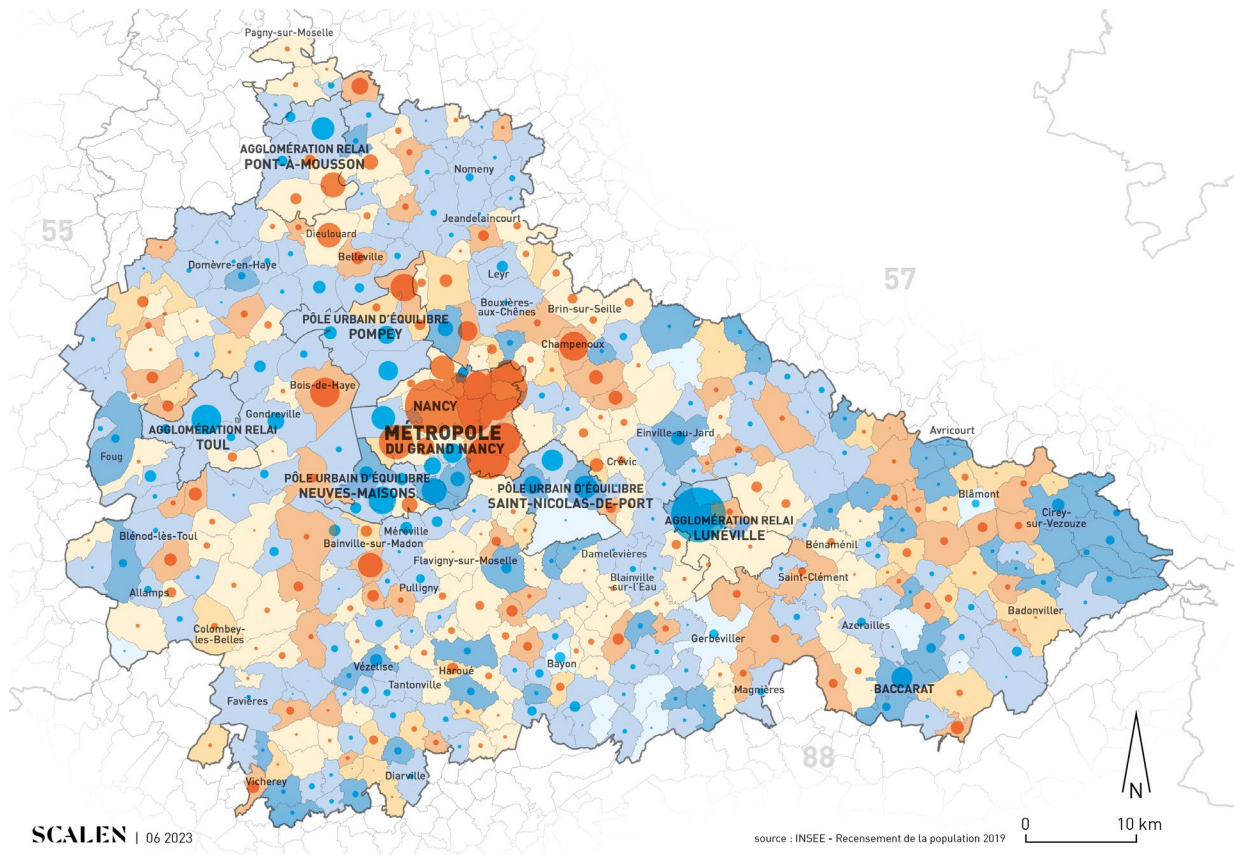 Pagny-sur-Moselle
AGGLOMÉRATION RELAI
PONT-À-MOUSSON
Nomeny
55
Jeandelaincourt
Dieulouard
Belleville
Domèvre-en-Haye
Leyr
57
Bouxières-
aux-Chênes
Brin-sur-Seille
PÔLE URBAIN D'ÉQUILIBRE
POMPEY
Champenoux
Bois-de-Haye
NANCY
Gondreville
AGGLOMÉRATION RELAI
TOUL
MÉTROPOLE
DU GRAND NANCY
Einville-au-Jard
Avricourt
Foug
Crévic
PÔLE URBAIN D'ÉQUILIBRE
NEUVES-MAISONS
PÔLE URBAIN D'ÉQUILIBRE
SAINT-NICOLAS-DE-PORT
Blâmont
Cirey-
sur-Vezouze
AGGLOMÉRATION RELAI
LUNÉVILLE
Blénod-lès-Toul
Méréville
Bainville-sur-Madon
Bénaménil
Flavigny-sur-Moselle
Damelevières
Blainville
-sur-l'Eau
Saint-Clément
Pulligny
Allamps
Badonviller
Colombey-
les-Belles
Gerbéviller
Azerailles
Vézelise
Haroué
Bayon
Tantonville
Magnières
BACCARAT
Favières
Vicherey
Diarville
88
N
SCALEN | 06 2023
source : INSEE - Recensement de la population 2019
0 10 km